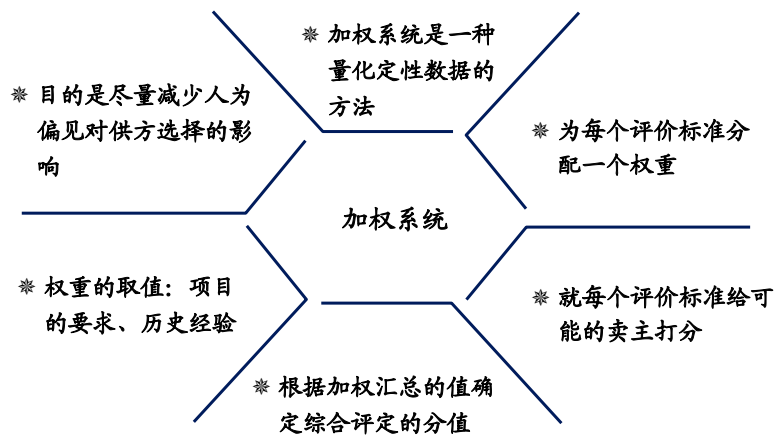 ✵ 加权系统是一种
量化定性数据的
方法
✵ 目的是尽量减少人为
偏见对供方选择的影
响
✵ 为每个评价标准分
配一个权重
加权系统
✵ 权重的取值：项目
的要求、历史经验
✵ 就每个评价标准给可
能的卖主打分
✵ 根据加权汇总的值确
定综合评定的分值